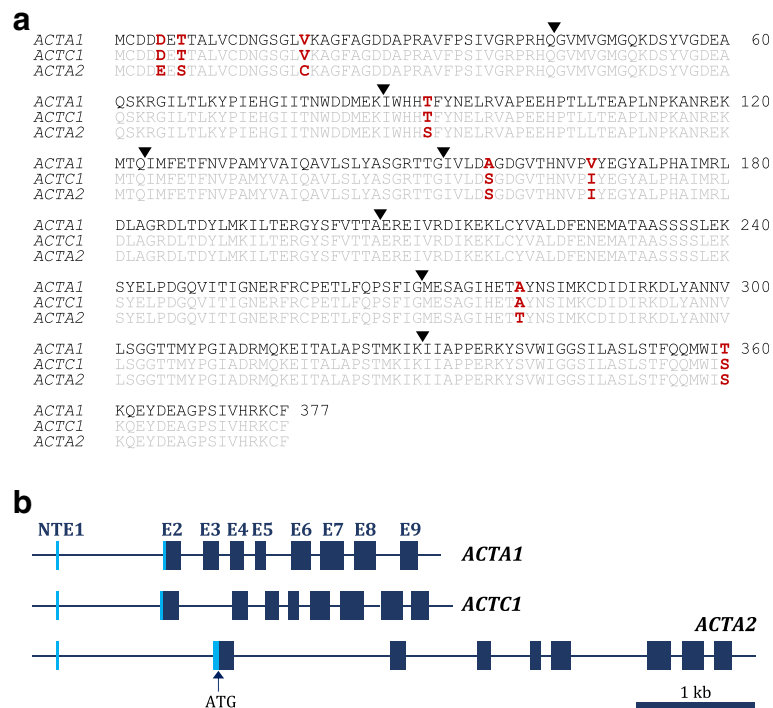 a
ACTA1 MCDDDETTALVCDNGSGLVKAGFAGDDAPRAVFPSIVGRPRHQGVMVGMGQKDSYVGDEA 60
ACTC1 MCDDDETTALVCDNGSGLVKAGFAGDDAPRAVFPSIVGRPRHQGVMVGMGQKDSYVGDEA
ACTA2 MCDDEESTALVCDNGSGLCKAGFAGDDAPRAVFPSIVGRPRHQGVMVGMGQKDSYVGDEA
ACTA1 QSKRGILTLKYPIEHGIITNWDDMEKIWHHTFYNELRVAPEEHPTLLTEAPLNPKANREK 120
ACTC1 QSKRGILTLKYPIEHGIITNWDDMEKIWHHTFYNELRVAPEEHPTLLTEAPLNPKANREK
ACTA2 QSKRGILTLKYPIEHGIITNWDDMEKIWHHSFYNELRVAPEEHPTLLTEAPLNPKANREK
ACTA1 MTQIMFETFNVPAMYVAIQAVLSLYASGRTTGIVLDAGDGVTHNVPVYEGYALPHAIMRL 180
ACTC1 MTQIMFETFNVPAMYVAIQAVLSLYASGRTTGIVLDSGDGVTHNVPIYEGYALPHAIMRL
ACTA2 MTQIMFETFNVPAMYVAIQAVLSLYASGRTTGIVLDSGDGVTHNVPIYEGYALPHAIMRL
ACTA1 DLAGRDLTDYLMKILTERGYSFVTTAEREIVRDIKEKLCYVALDFENEMATAASSSSLEK 240
ACTC1 DLAGRDLTDYLMKILTERGYSFVTTAEREIVRDIKEKLCYVALDFENEMATAASSSSLEK
ACTA2 DLAGRDLTDYLMKILTERGYSFVTTAEREIVRDIKEKLCYVALDFENEMATAASSSSLEK
ACTA1 SYELPDGQVITIGNERFRCPETLFQPSFIGMESAGIHETAYNSIMKCDIDIRKDLYANNV 300
ACTC1 SYELPDGQVITIGNERFRCPETLFQPSFIGMESAGIHETAYNSIMKCDIDIRKDLYANNV
ACTA2 SYELPDGQVITIGNERFRCPETLFQPSFIGMESAGIHETTYNSIMKCDIDIRKDLYANNV
ACTA1 LSGGTTMYPGIADRMQKEITALAPSTMKIKIIAPPERKYSVWIGGSILASLSTFQQMWIT 360
ACTC1 LSGGTTMYPGIADRMQKEITALAPSTMKIKIIAPPERKYSVWIGGSILASLSTFQQMWIS
ACTA2 LSGGTTMYPGIADRMQKEITALAPSTMKIKIIAPPERKYSVWIGGSILASLSTFQQMWIS
ACTA1 KQEYDEAGPSIVHRKCF 377
ACTC1 KQEYDEAGPSIVHRKCF
ACTA2 KQEYDEAGPSIVHRKCF
b
NTE1 E2 E3 E4 E5 E6 E7 E8 E9
ACTA1
ACTC1
ACTA2
ATG
1 kb